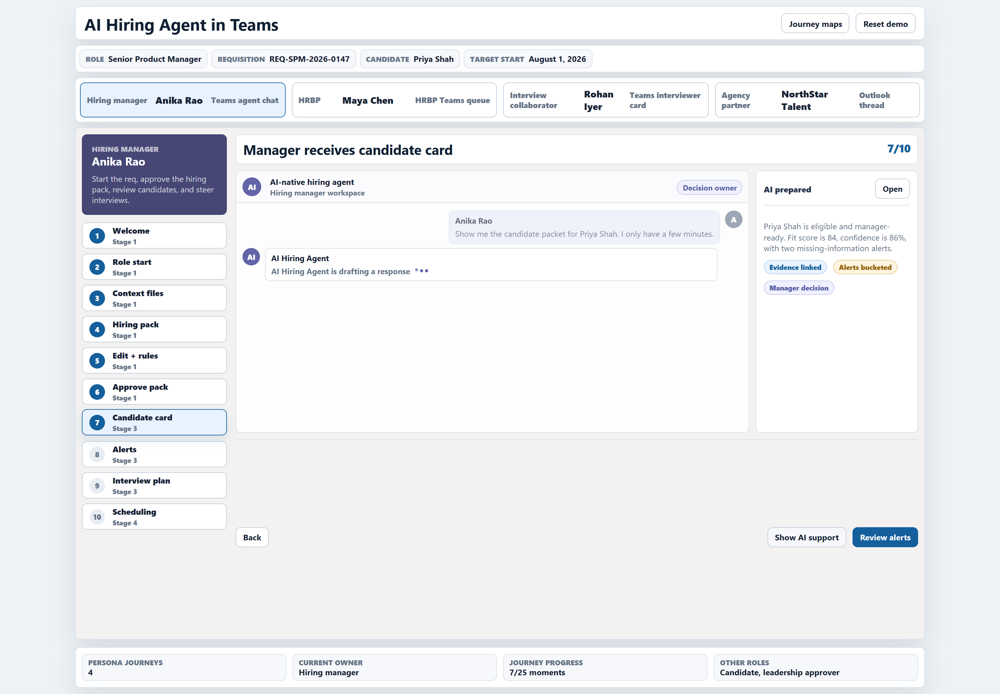 AI Hiring Agent in Teams
Journey maps
Reset demo
ROLE Senior Product Manager
REQUISITION REQ-SPM-2026-0147
CANDIDATE Priya Shah
TARGET START August 1, 2026
Hiring manager Anika Rao Teams agent chat
HRBP Maya Chen HRBP Teams queue
Interview
collaborator
Rohan
Iyer
Teams interviewer
card
Agency
partner
NorthStar
Talent
Outlook
thread
HIRING MANAGER
Anika Rao
Start the req, approve the hiring
pack, review candidates, and steer
interviews.
1
Welcome
Stage 1
2
Role start
Stage 1
3
Context files
Stage 1
4
Hiring pack
Stage 1
5
Edit + rules
Stage 1
6
Approve pack
Stage 1
7
Candidate card
Stage 3
8
Alerts
Stage 3
9
Interview plan
Stage 3
10
Scheduling
Stage 4
Manager receives candidate card
7/10
AI
AI-native hiring agent
Hiring manager workspace
Decision owner
Anika Rao
Show me the candidate packet for Priya Shah. I only have a few minutes.
A
AI
AI Hiring Agent
AI Hiring Agent is drafting a response
AI prepared
Open
Priya Shah is eligible and manager-
ready. Fit score is 84, confidence is 86%,
with two missing-information alerts.
Evidence linked
Alerts bucketed
Manager decision
Back
Show AI support
Review alerts
PERSONA JOURNEYS
4
CURRENT OWNER
Hiring manager
JOURNEY PROGRESS
7/25 moments
OTHER ROLES
Candidate, leadership approver